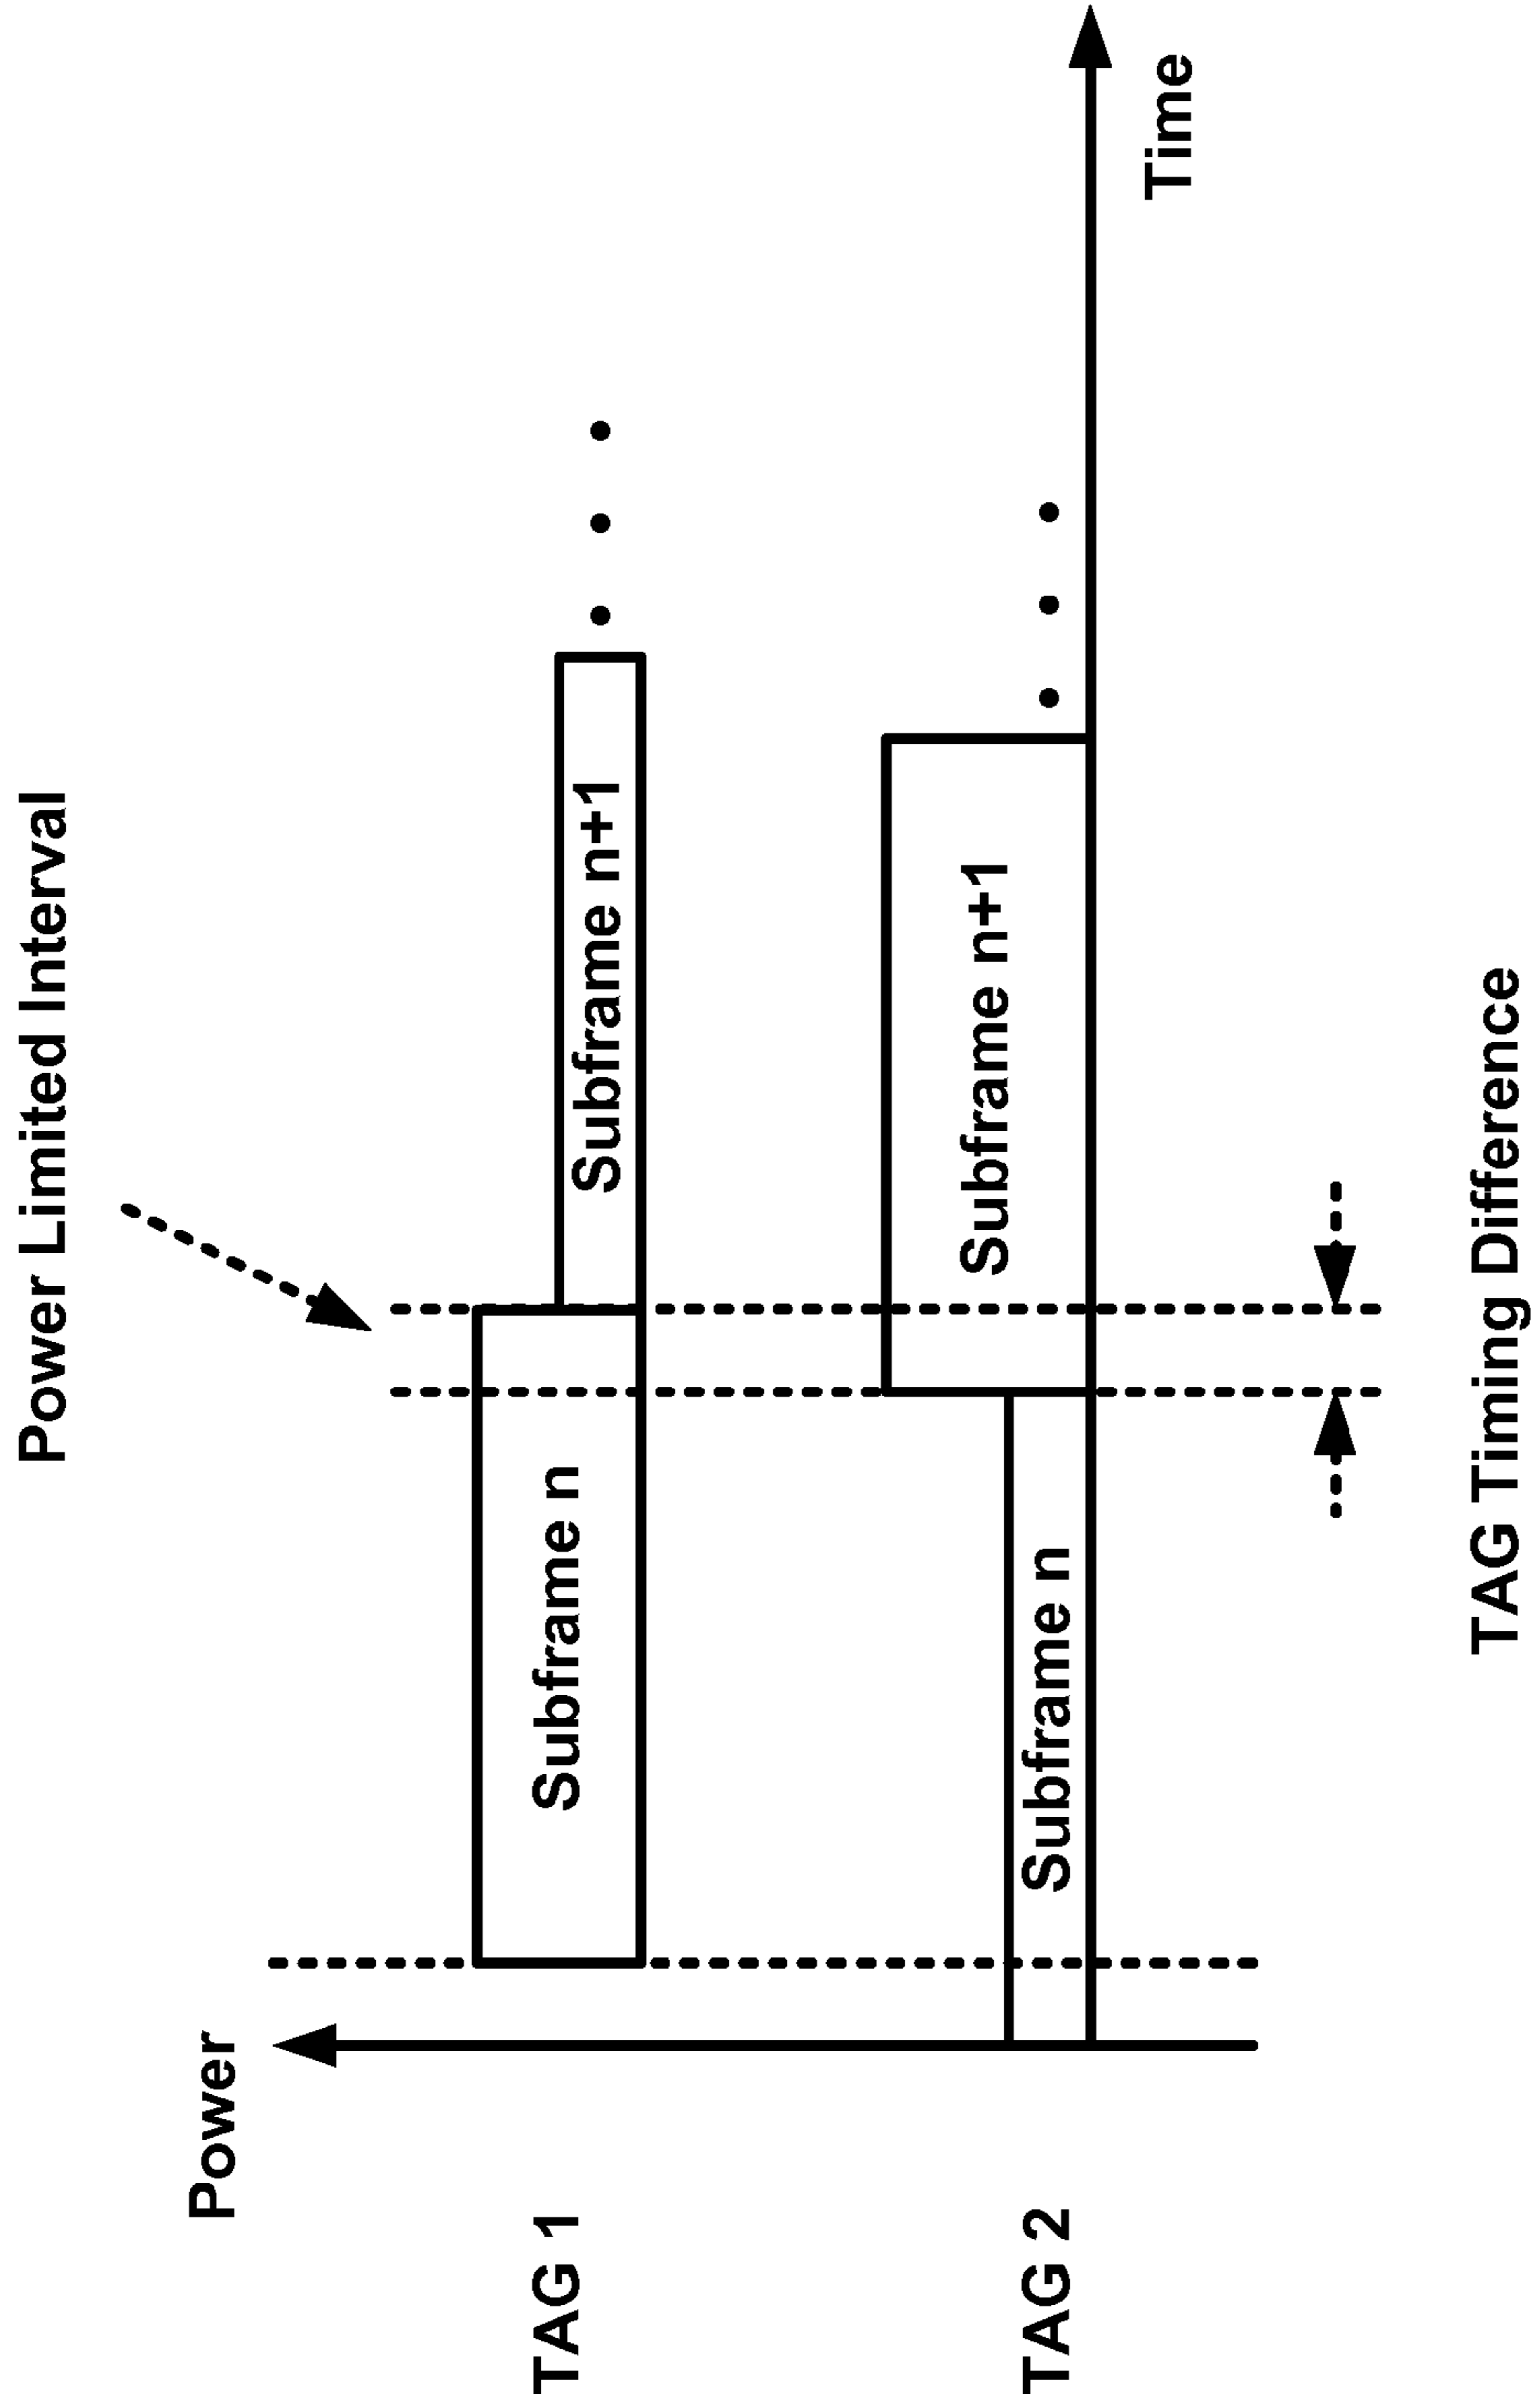 Power Limited Interval
Power
TAG 1
Subframe n
Subframe n+1
TAG 2
Subframe n
Subframe n+1
Time
TAG Timing Difference